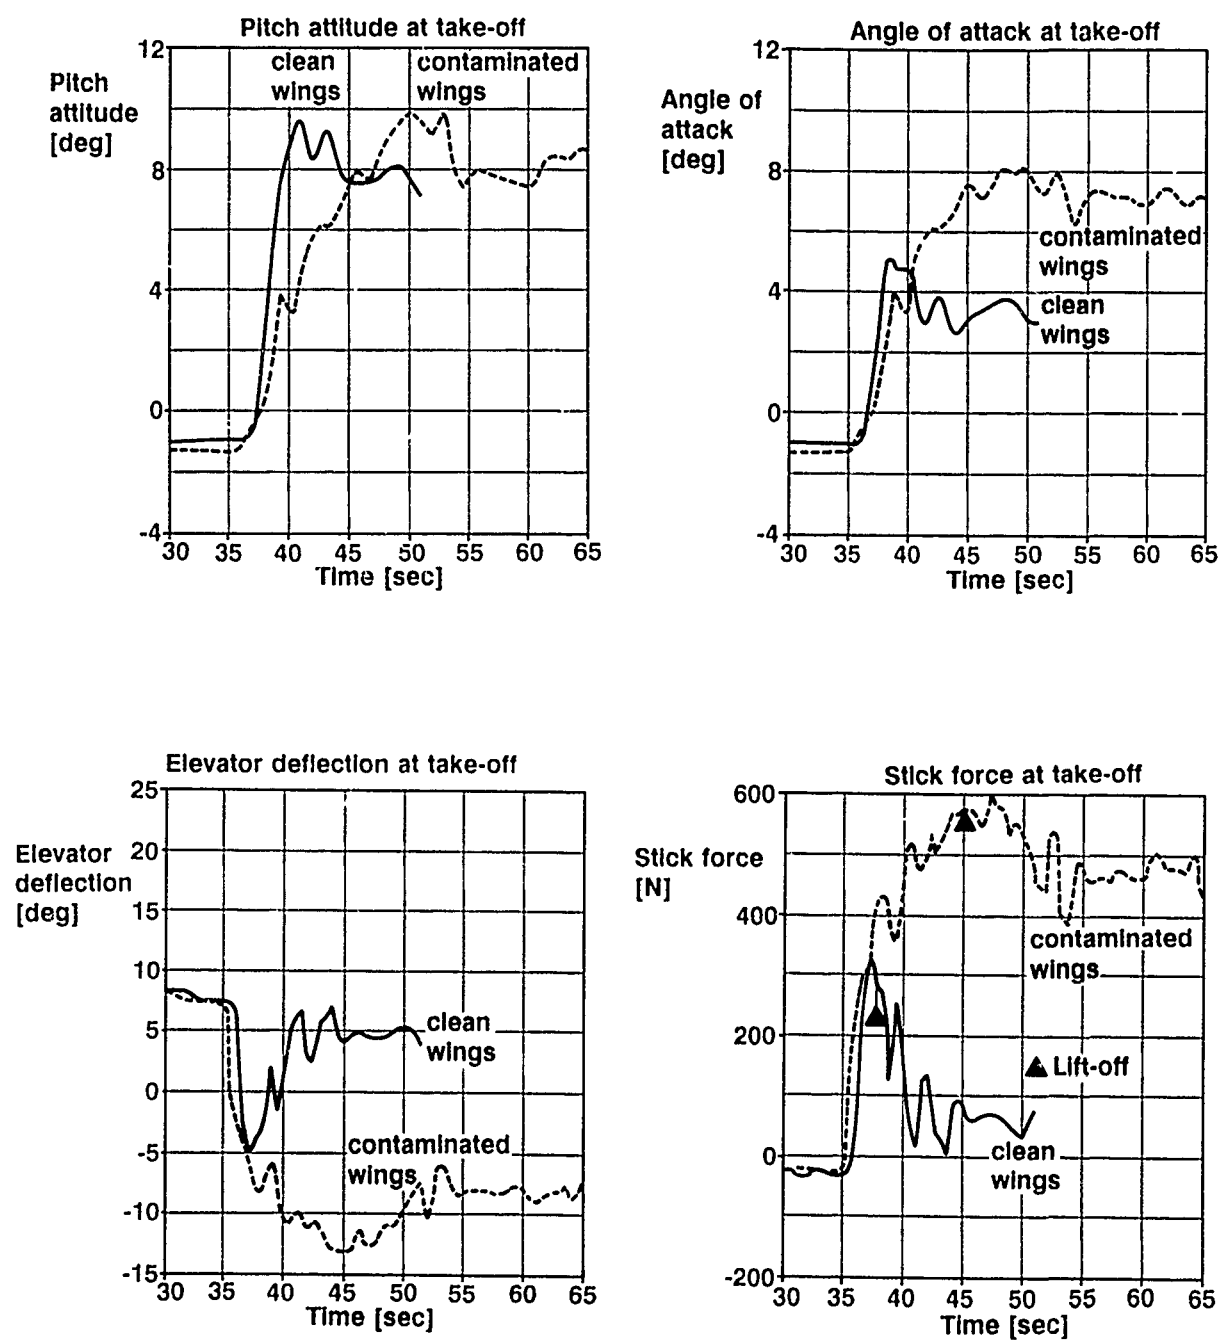 Pitch attitude at take-off
12
clean
wings
contaminated
wings
Pitch
attitude
[deg]
8
4
0
-4
30 35 40 45 50 55 60 65
Time [sec]
Angle of attack at take-off
12
Angle of
attack
[deg]
8
contaminated
wings
4
clean
wings
0
-4
30 35 40 45 50 55 60 65
Time [sec]
Elevator deflection at take-off
25
Elevator
deflection
[deg]
20
15
10
5
clean
wings
0
-5
contaminated
wings
-10
-15
30 35 40 45 50 55 60 65
Time [sec]
Stick force at take-off
600
Stick force
[N]
400
contaminated
wings
200
Lift-off
0
clean
wings
-200
30 35 40 45 50 55 60 65
Time [sec]